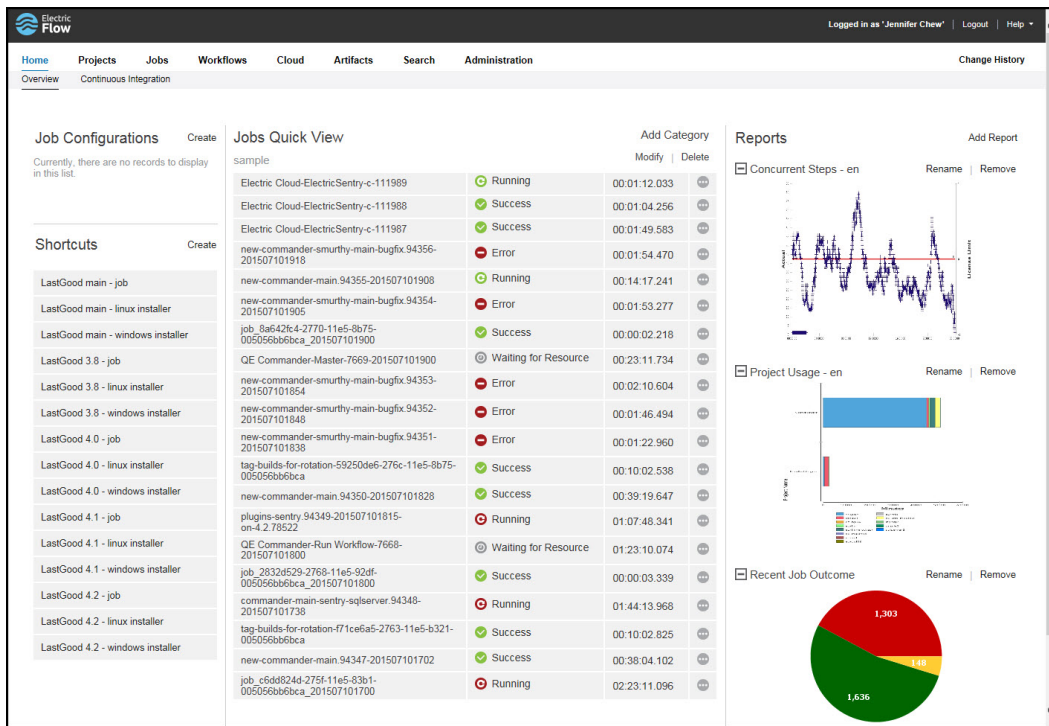 Electric
Flow
Logged in as 'Jennifer Chew' | Logout | Help
Home Projects Jobs Workflows Cloud Artifacts Search Administration Change History
Overview Continuous Integration
Job Configurations Create
Currently, there are no records to display
in this list.
Shortcuts Create
LastGood main - job
LastGood main - linux installer
LastGood main - windows installer
LastGood 3.8 - job
LastGood 3.8 - linux installer
LastGood 3.8 - windows installer
LastGood 4.0 - job
LastGood 4.0 - linux installer
LastGood 4.0 - windows installer
LastGood 4.1 - job
LastGood 4.1 - linux installer
LastGood 4.1 - windows installer
LastGood 4.2 - job
LastGood 4.2 - linux installer
LastGood 4.2 - windows installer
Jobs Quick View Add Category
sample Modify | Delete
Electric Cloud-ElectricSentry-c-111989 Running 00:01:12.033
Electric Cloud-ElectricSentry-c-111988 Success 00:01:04.256
Electric Cloud-ElectricSentry-c-111987 Success 00:01:49.583
new-commander-smurthy-main-bugfix.94356-
201507101918 Error 00:01:54.470
new-commander-main.94355-201507101908 Running 00:14:17.241
new-commander-smurthy-main-bugfix.94354-
201507101905 Error 00:01:53.277
job_8a642fc4-2770-11e5-8b75-
005056bb6bca_201507101900 Success 00:00:02.218
QE Commander-Master-7669-201507101900 Waiting for Resource 00:23:11.734
new-commander-smurthy-main-bugfix.94353-
201507101854 Error 00:02:10.604
new-commander-smurthy-main-bugfix.94352-
201507101848 Error 00:01:46.494
new-commander-smurthy-main-bugfix.94351-
201507101838 Error 00:01:22.960
tag-builds-for-rotation-59250de6-276c-11e5-8b75-
005056bb6bca Success 00:10:02.538
new-commander-main.94350-201507101828 Success 00:39:19.647
plugins-sentry.94349-201507101815-
on-4.2.78522 Running 01:07:48.341
QE Commander-Run Workflow-7668-
201507101800 Waiting for Resource 01:23:10.074
job_2832d529-2768-11e5-92df-
005056bb6bca_201507101800 Success 00:00:03.339
commander-main-sentry-sqlserver.94348-
201507101738 Running 01:44:13.968
tag-builds-for-rotation-f71ce6a5-2763-11e5-b321-
005056bb6bca Success 00:10:02.825
new-commander-main.94347-201507101702 Success 00:38:04.102
job_c6dd824d-275f-11e5-83b1-
005056bb6bca_201507101700 Running 02:23:11.096
Reports Add Report
Concurrent Steps - en Rename | Remove
Actual
License Limit
Project Usage - en Rename | Remove
Recent Job Outcome Rename | Remove
1,303
148
1,636